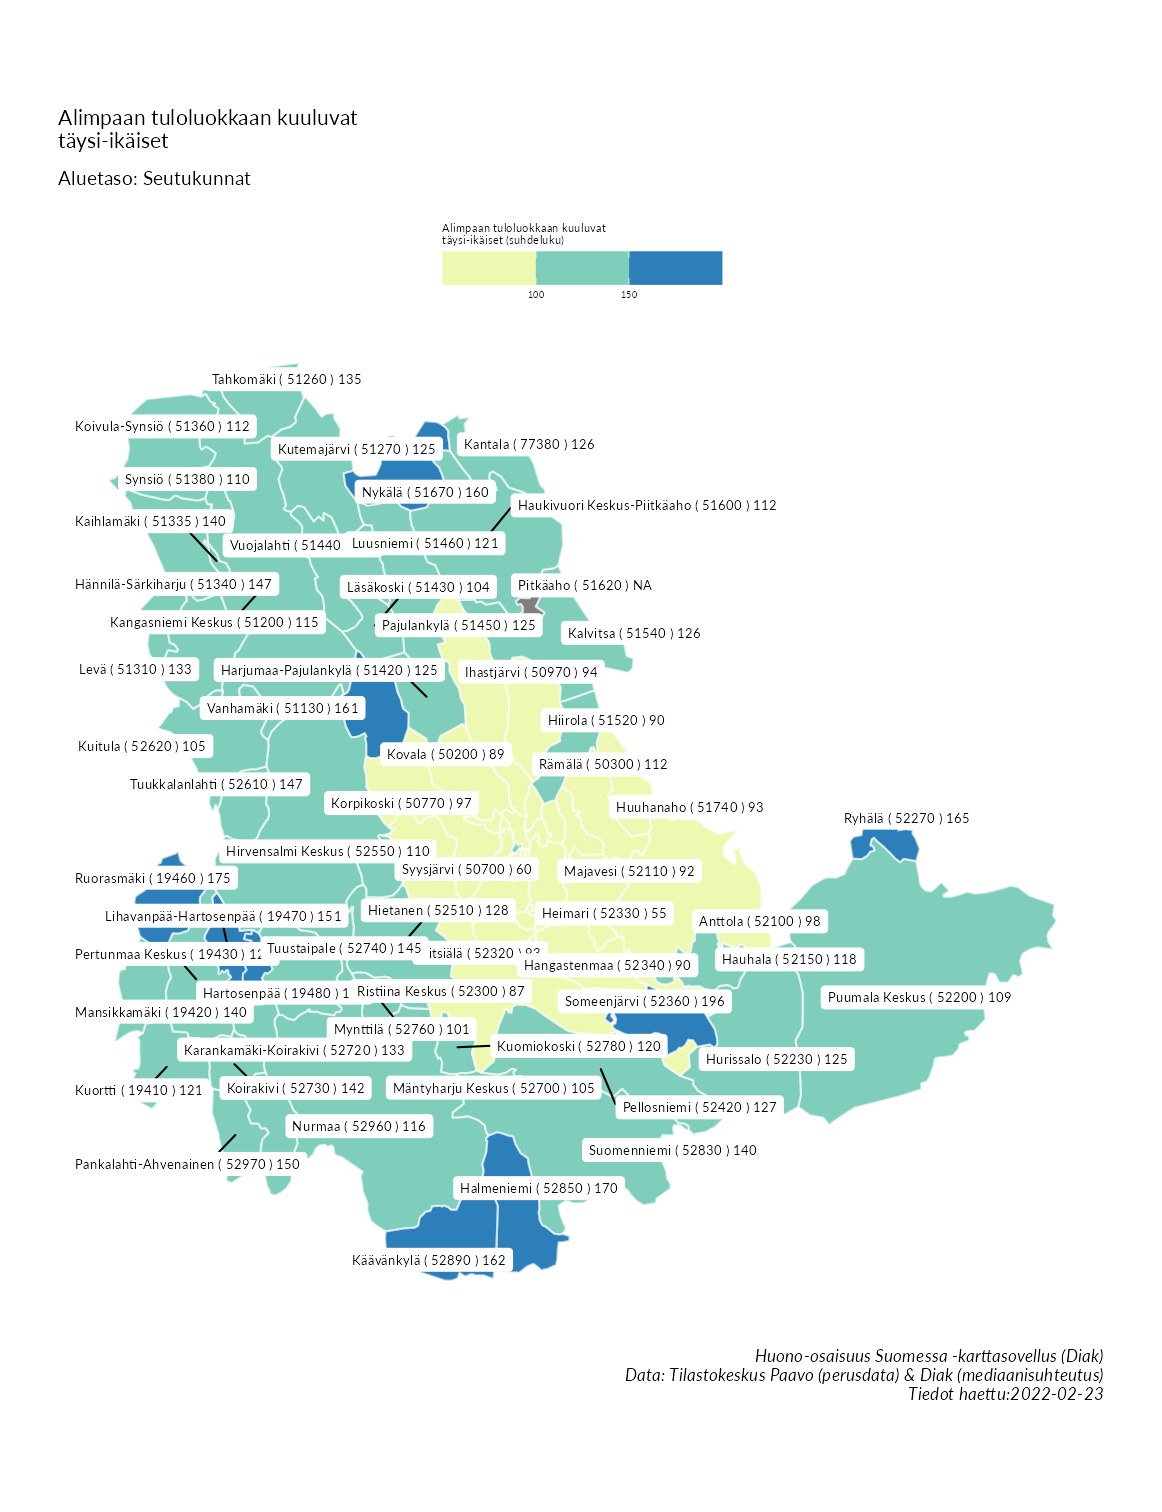 Alimpaan tuloluokkaan kuuluvat
täysi-ikäiset
Aluetaso: Seutukunnat
Alimpaan tuloluokkaan kuuluvat
täysi-ikäiset (suhdeluku)
100
150
Tahkomäki ( 51260 ) 135
Koivula-Synsiö ( 51360 ) 112
Kutemajärvi ( 51270 ) 125
Kantala ( 77380 ) 126
Synsiö ( 51380 ) 110
Nykälä ( 51670 ) 160
Haukivuori Keskus-Piitkäaho ( 51600 ) 112
Kaihlamäki ( 51335 ) 140
Vuojalahti ( 51440
Luusniemi ( 51460 ) 121
Hännilä-Särkiharju ( 51340 ) 147
Läsäkoski ( 51430 ) 104
Pitkäaho ( 51620 ) NA
Kangasniemi Keskus ( 51200 ) 115
Pajulankylä ( 51450 ) 125
Kalvitsa ( 51540 ) 126
Levä ( 51310 ) 133
Harjumaa-Pajulankylä ( 51420 ) 125
Ihastjärvi ( 50970 ) 94
Vanhamäki ( 51130 ) 161
Hiirola ( 51520 ) 90
Kuitula ( 52620 ) 105
Kovala ( 50200 ) 89
Rämälä ( 50300 ) 112
Tuukkalanlahti ( 52610 ) 147
Korpikoski ( 50770 ) 97
Huuhanaho ( 51740 ) 93
Ryhälä ( 52270 ) 165
Hirvensalmi Keskus ( 52550 ) 110
Syysjärvi ( 50700 ) 60
Majavesi ( 52110 ) 92
Ruorasmäki ( 19460 ) 175
Lihavanpää-Hartosenpää ( 19470 ) 151
Hietanen ( 52510 ) 128
Heimari ( 52330 ) 55
Anttola ( 52100 ) 98
Pertunmaa Keskus ( 19430 ) 12
Tuustaipale ( 52740 ) 145
itsiälä ( 52320 ) 93
Hangastenmaa ( 52340 ) 90
Hauhala ( 52150 ) 118
Hartosenpää ( 19480 ) 1
Ristiina Keskus ( 52300 ) 87
Someenjärvi ( 52360 ) 196
Puumala Keskus ( 52200 ) 109
Mansikkamäki ( 19420 ) 140
Mynttilä ( 52760 ) 101
Karankamäki-Koirakivi ( 52720 ) 133
Kuomiokoski ( 52780 ) 120
Hurissalo ( 52230 ) 125
Kuortti ( 19410 ) 121
Koirakivi ( 52730 ) 142
Mäntyharju Keskus ( 52700 ) 105
Pellosniemi ( 52420 ) 127
Nurmaa ( 52960 ) 116
Suomenniemi ( 52830 ) 140
Pankalahti-Ahvenainen ( 52970 ) 150
Halmeniemi ( 52850 ) 170
Käävänkylä ( 52890 ) 162
Huono-osaisuus Suomessa -karttasovellus (Diak)
Data: Tilastokeskus Paavo (perusdata) & Diak (mediaanisuhteutus)
Tiedot haettu:2022-02-23